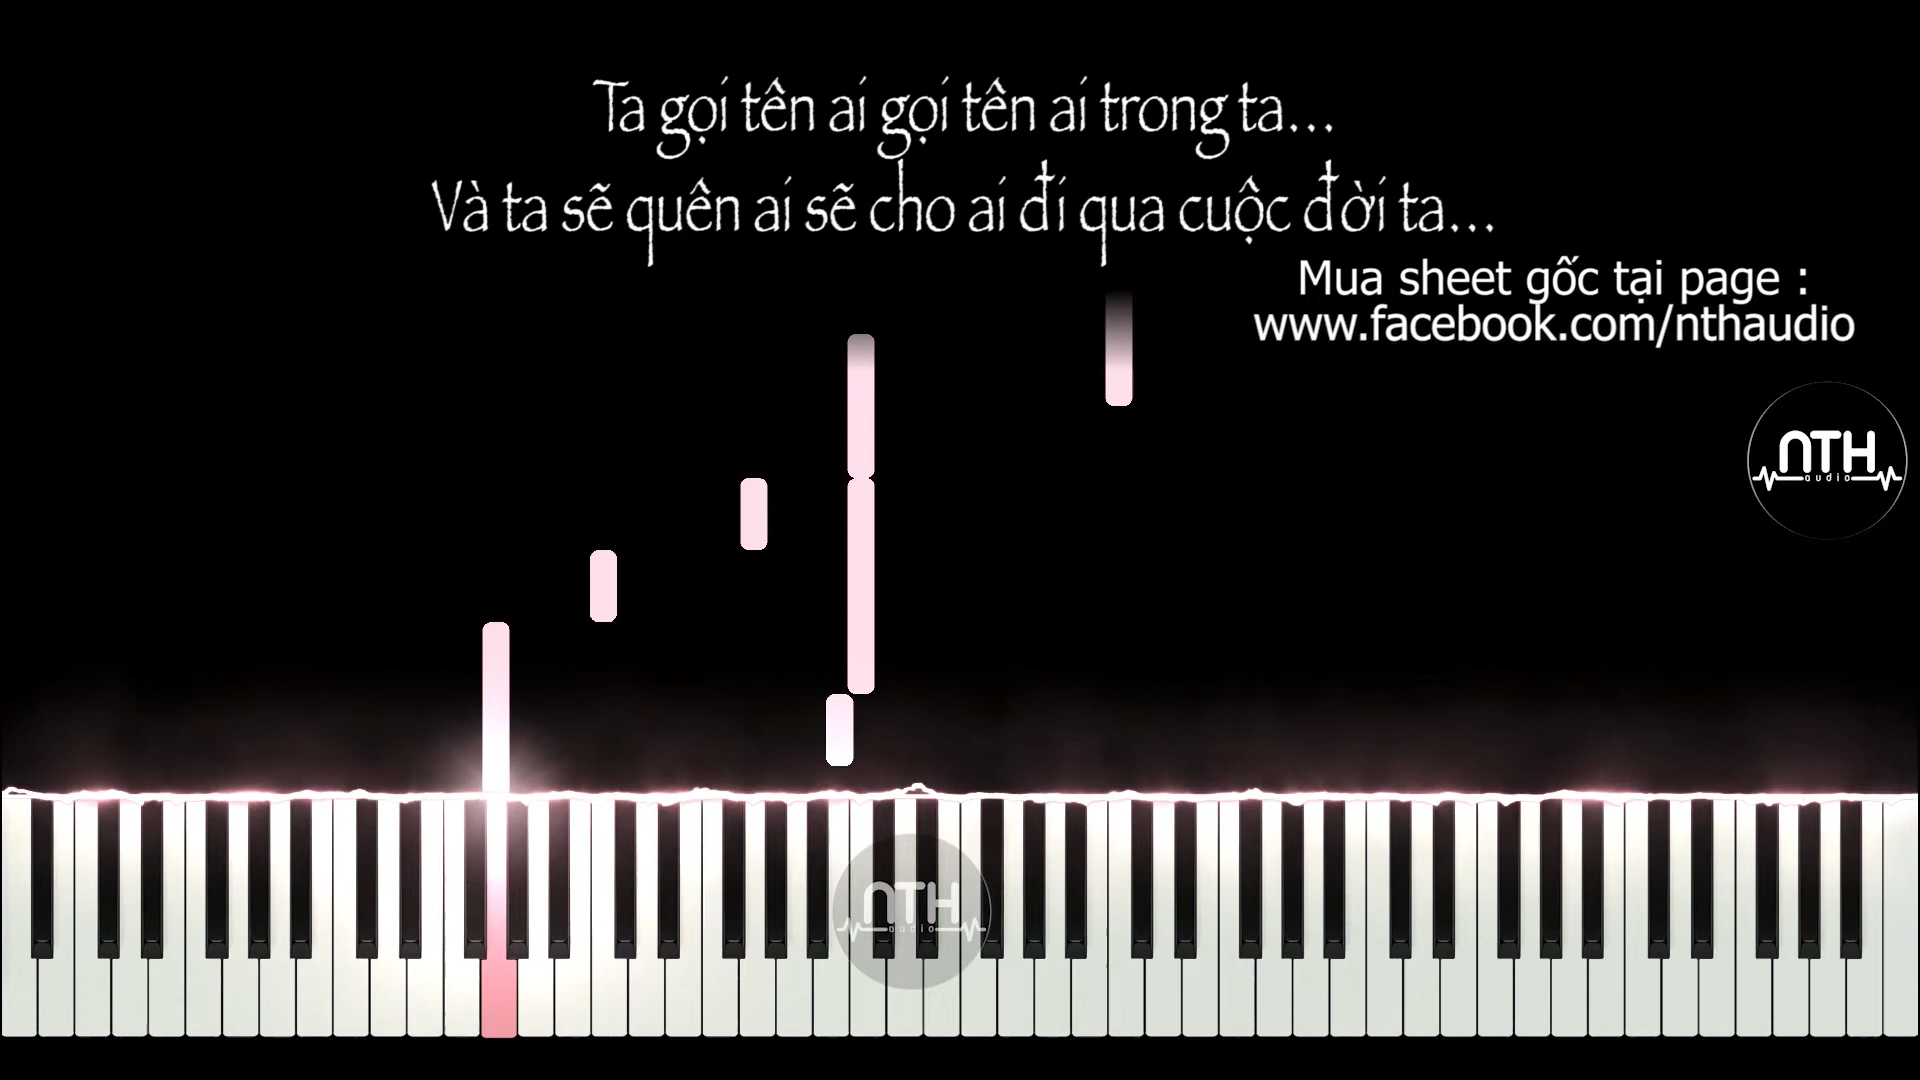 Ta gọi tên ai gọi tên ai trong ta...
Và ta sẽ quên ai sẽ cho ai đi qua cuộc đời ta...
Mua sheet gốc tại page :
www.facebook.com/nthaudio
NTH
audio
NTH
audio